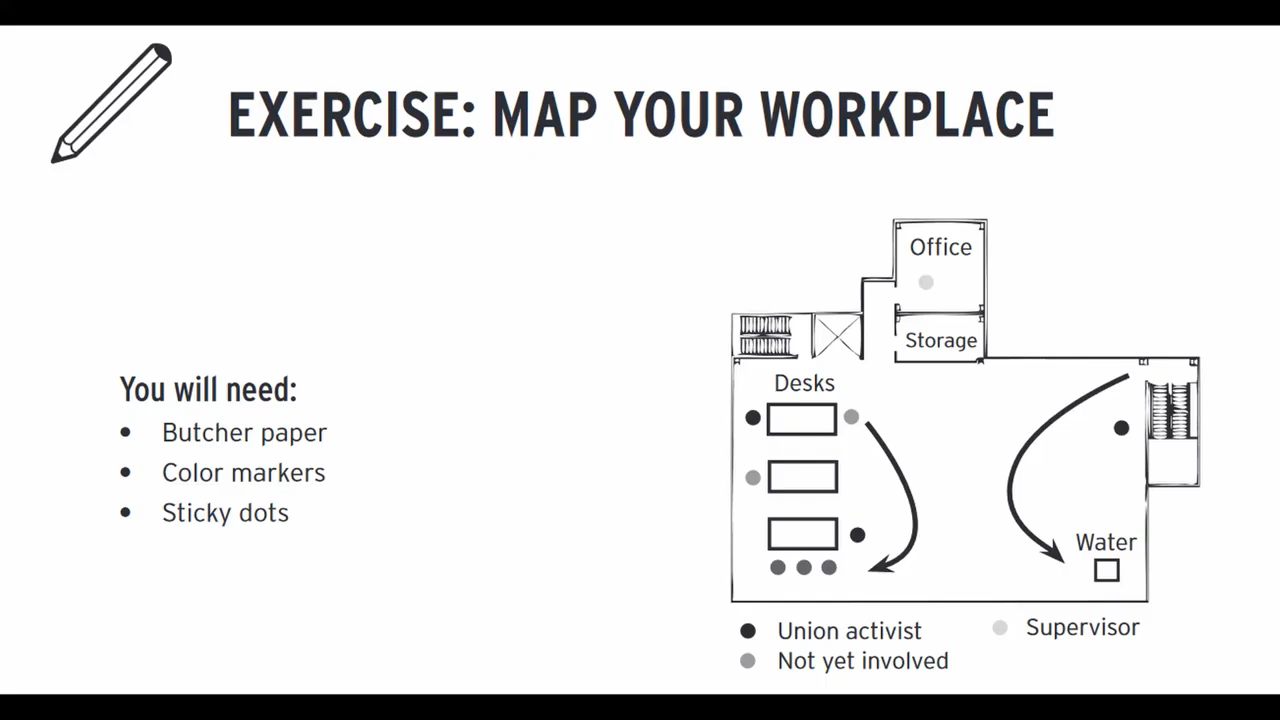 EXERCISE: MAP YOUR WORKPLACE
You will need:
• Butcher paper
• Color markers
• Sticky dots
Office
Storage
Desks
Water
Union activist
Not yet involved
Supervisor